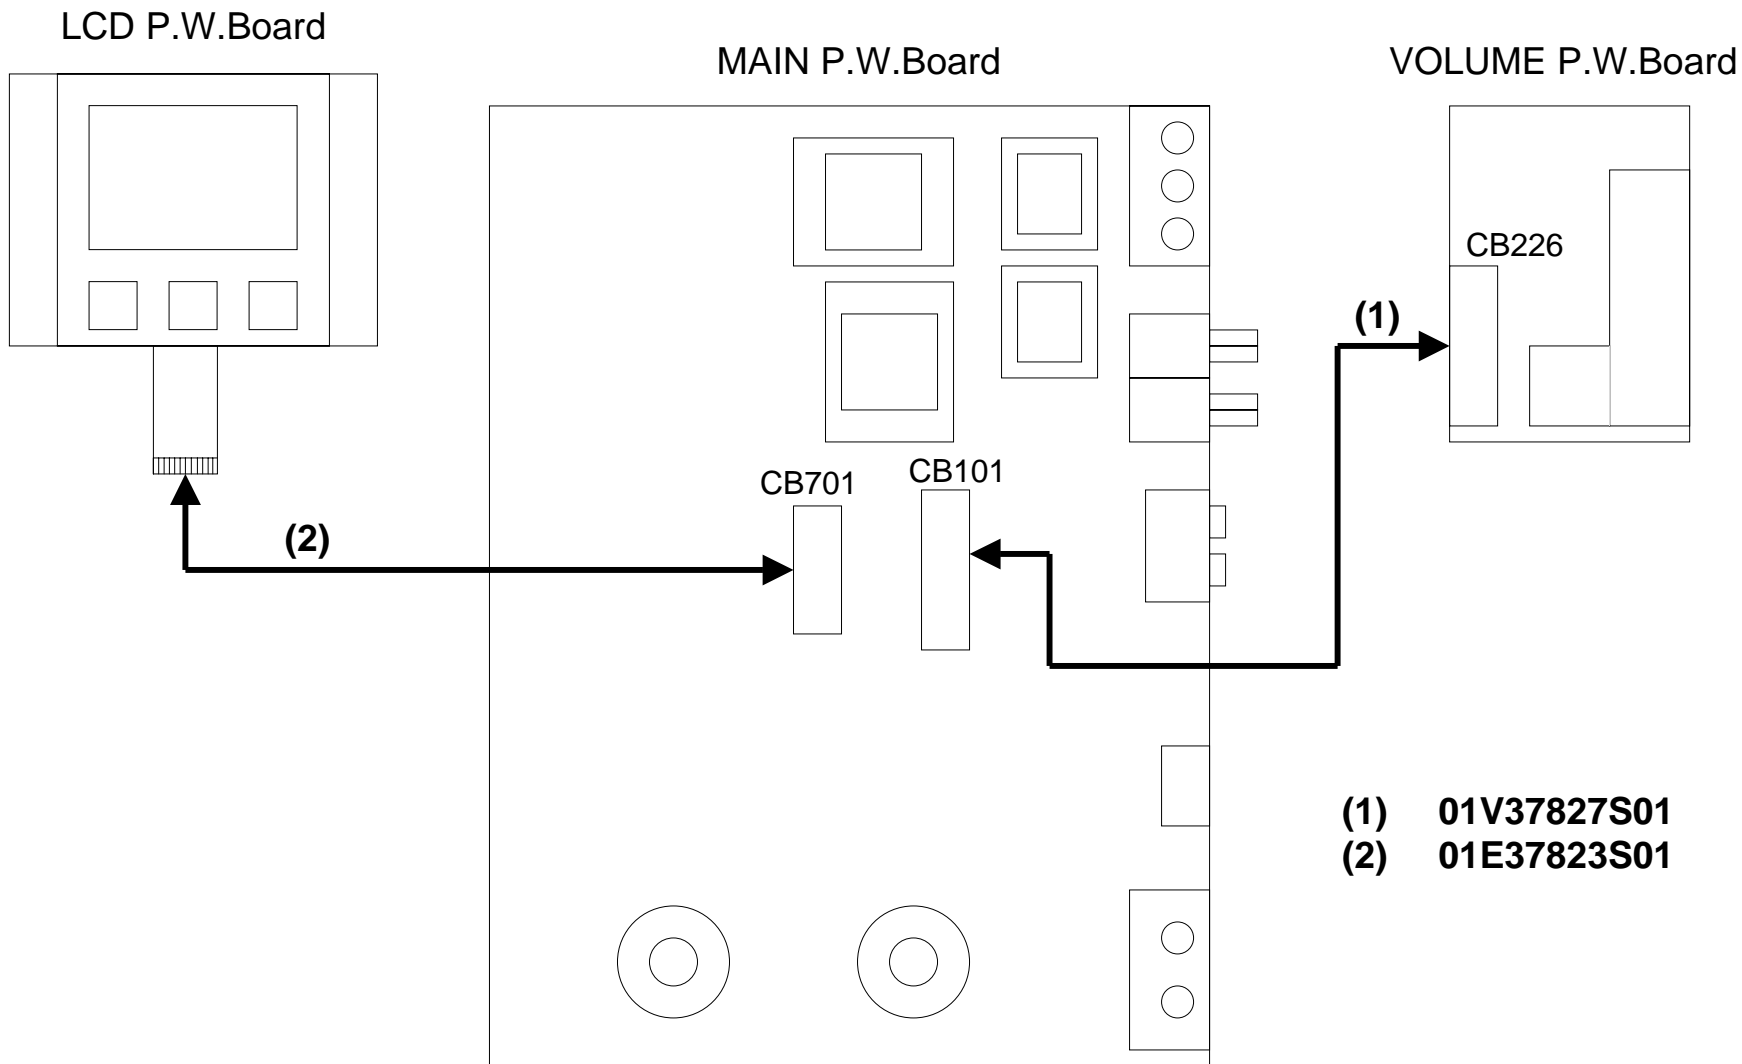 LCD P.W.Board
MAIN P.W.Board
VOLUME P.W.Board
CB226
(1)
CB101
CB701
(2)
(1) 01V37827S01
(2) 01E37823S01